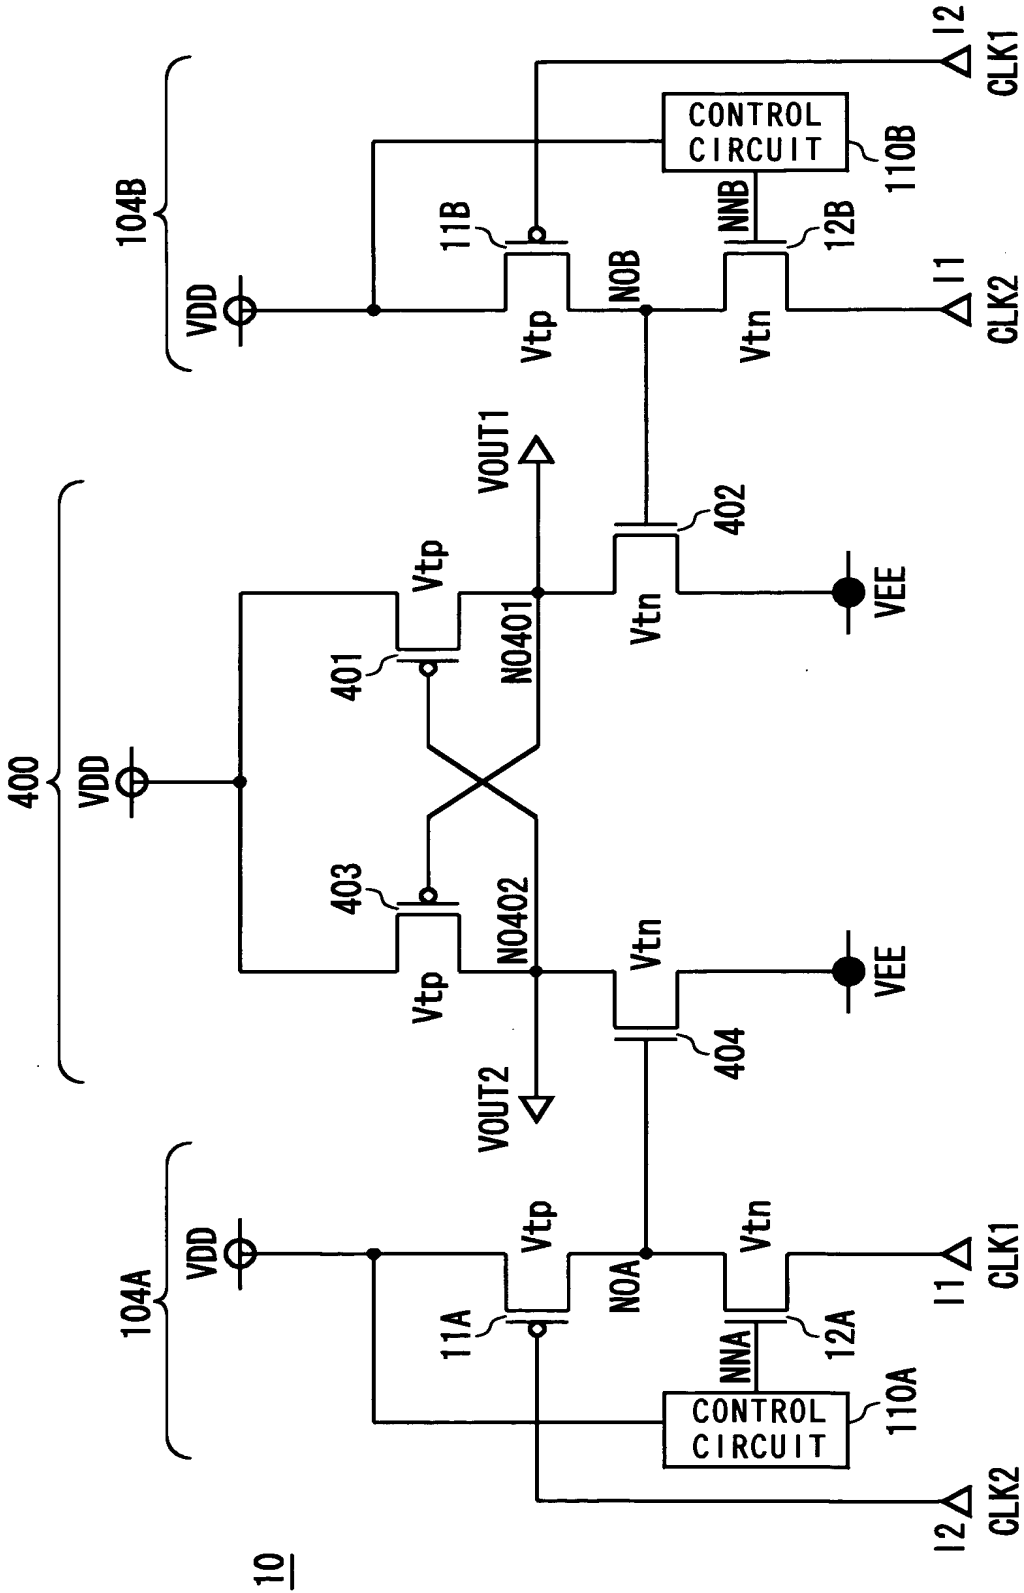 10
104A
400
104B
VDD
VDD
VDD
11A
Vtp
403
Vtp
401
Vtp
Vtp
11B
VOUT2
NO402
NO401
VOUT1
NOA
NOB
CONTROL
CIRCUIT
110A
NNA
12A
Vtn
404
Vtn
Vtn
402
Vtn
12B
NNB
CONTROL
CIRCUIT
110B
VEE
VEE
I2
CLK2
I1
CLK1
I1
CLK2
I2
CLK1